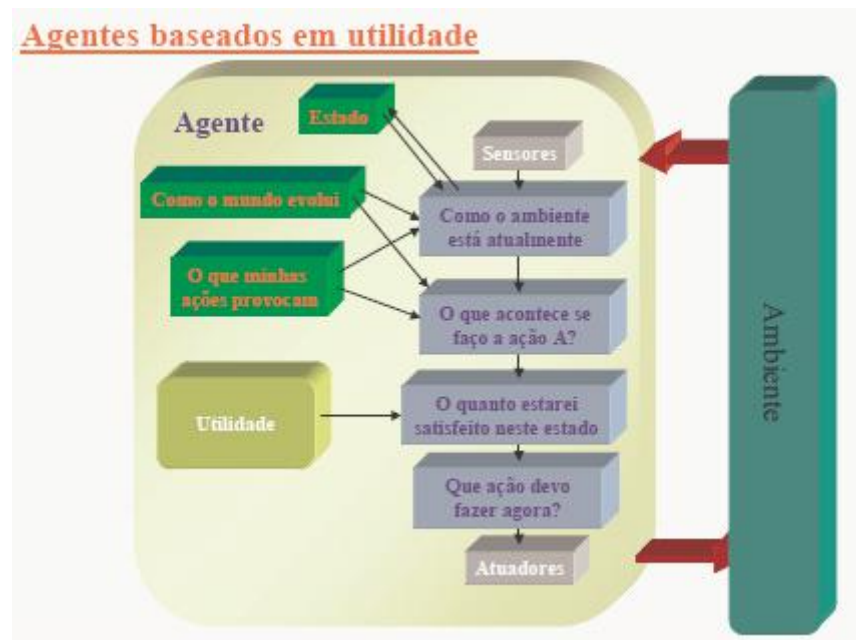 Agentes baseados em utilidade
Agente
Estado
Sensores
Como o mundo evolui
Como o ambiente
está atualmente
O que minhas
ações provocam
O que acontece se
faço a ação A?
Utilidade
O quanto estarei
satisfeito neste estado
Que ação devo
fazer agora?
Atuadores
Ambiente